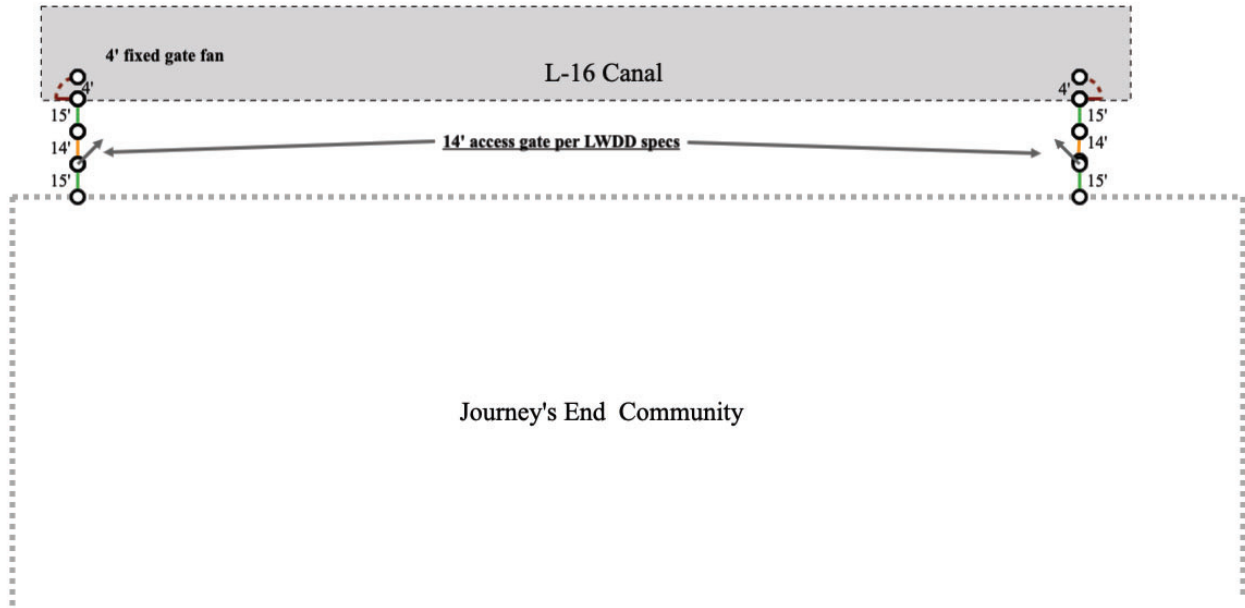 4' fixed gate fan
L-16 Canal
4'
4'
15'
15'
14'
14' access gate per LWDD specs
14'
15'
15'
Journey's End Community